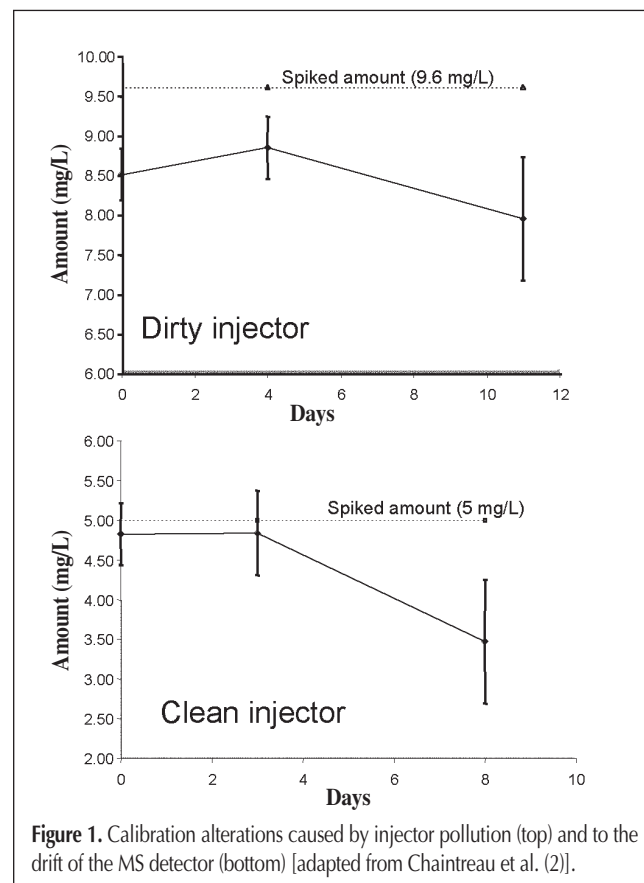 10.00
9.50
9.00
8.50
8.00
7.50
7.00
6.50
6.00
Amount (mg/L)
Spiked amount (9.6 mg/L)
Dirty injector
0 2 4 6 8 10 12
Days
6.00
5.50
5.00
4.50
4.00
3.50
3.00
2.50
2.00
Amount (mg/L)
Spiked amount (5 mg/L)
Clean injector
0 2 4 6 8 10
Days
Figure 1. Calibration alterations caused by injector pollution (top) and to the
drift of the MS detector (bottom) [adapted from Chaintreau et al. (2)].